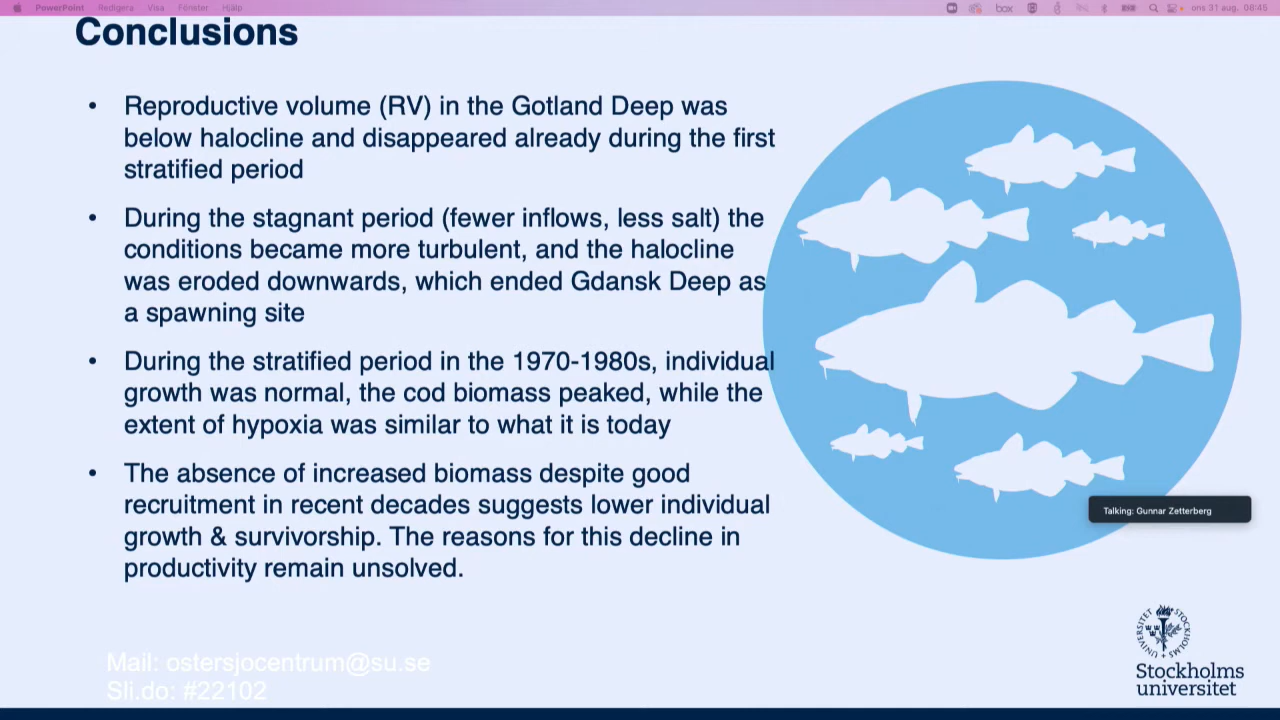 PowerPoint Redigera Visa Fönster Hjälp box ons 31 aug. 08:45
Conclusions
• Reproductive volume (RV) in the Gotland Deep was
below halocline and disappeared already during the first
stratified period
• During the stagnant period (fewer inflows, less salt) the
conditions became more turbulent, and the halocline
was eroded downwards, which ended Gdansk Deep as
a spawning site
• During the stratified period in the 1970-1980s, individual
growth was normal, the cod biomass peaked, while the
extent of hypoxia was similar to what it is today
• The absence of increased biomass despite good
recruitment in recent decades suggests lower individual
growth & survivorship. The reasons for this decline in
productivity remain unsolved.
Talking: Gunnar Zetterberg
Mail: ostersjocentrum@su.se
Sli.do: #22102
STOCKHOLMS UNIVERSITET
Stockholms
universitet